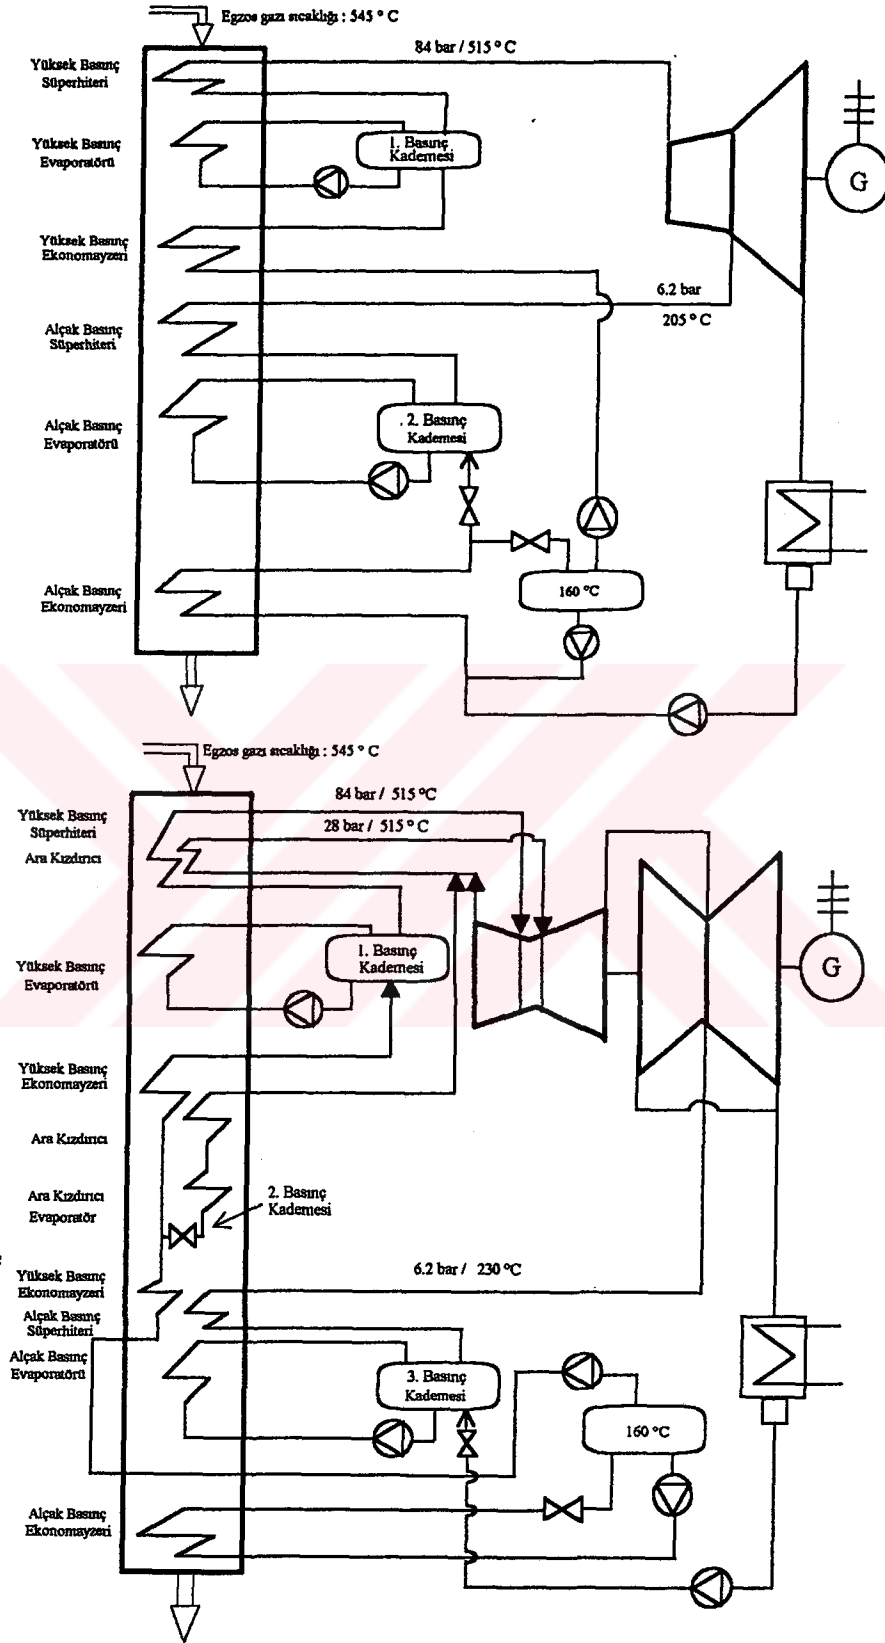 Egzos gazı sıcaklığı : 545 ° C
84 bar / 515 ° C
Yüksek Basınç
Süperhiteri
1. Basınç
Kademesi
Yüksek Basınç
Evaporatörü
G
Yüksek Basınç
Ekonomayzeri
6.2 bar
205 ° C
Alçak Basınç
Süperhiteri
2. Basınç
Kademesi
Alçak Basınç
Evaporatörü
Alçak Basınç
Ekonomayzeri
160 °C
Egzos gazı sıcaklığı : 545 ° C
84 bar / 515 °C
Yüksek Basınç
Süperhiteri
28 bar / 515 ° C
Ara Kızdırıcı
1. Basınç
Kademesi
Yüksek Basınç
Evaporatörü
G
Yüksek Basınç
Ekonomayzeri
Ara Kızdırıcı
Ara Kızdırıcı
Evaporatör
2. Basınç
Kademesi
6.2 bar / 230 °C
Yüksek Basınç
Ekonomayzeri
Alçak Basınç
Süperhiteri
Alçak Basınç
Evaporatörü
3. Basınç
Kademesi
160 °C
Alçak Basınç
Ekonomayzeri